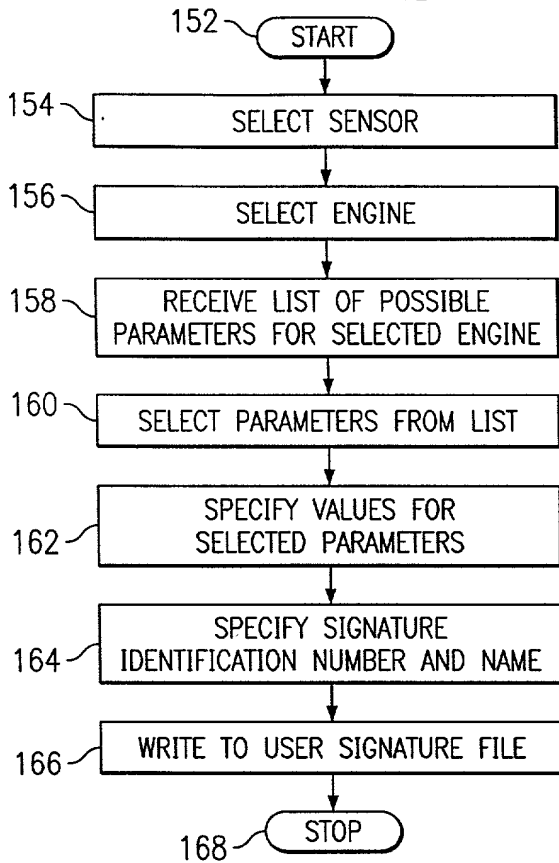 152 START
154 SELECT SENSOR
156 SELECT ENGINE
158 RECEIVE LIST OF POSSIBLE
PARAMETERS FOR SELECTED ENGINE
160 SELECT PARAMETERS FROM LIST
SPECIFY VALUES FOR
162 SELECTED PARAMETERS
SPECIFY SIGNATURE
164 IDENTIFICATION NUMBER AND NAME
166 WRITE TO USER SIGNATURE FILE
168 STOP